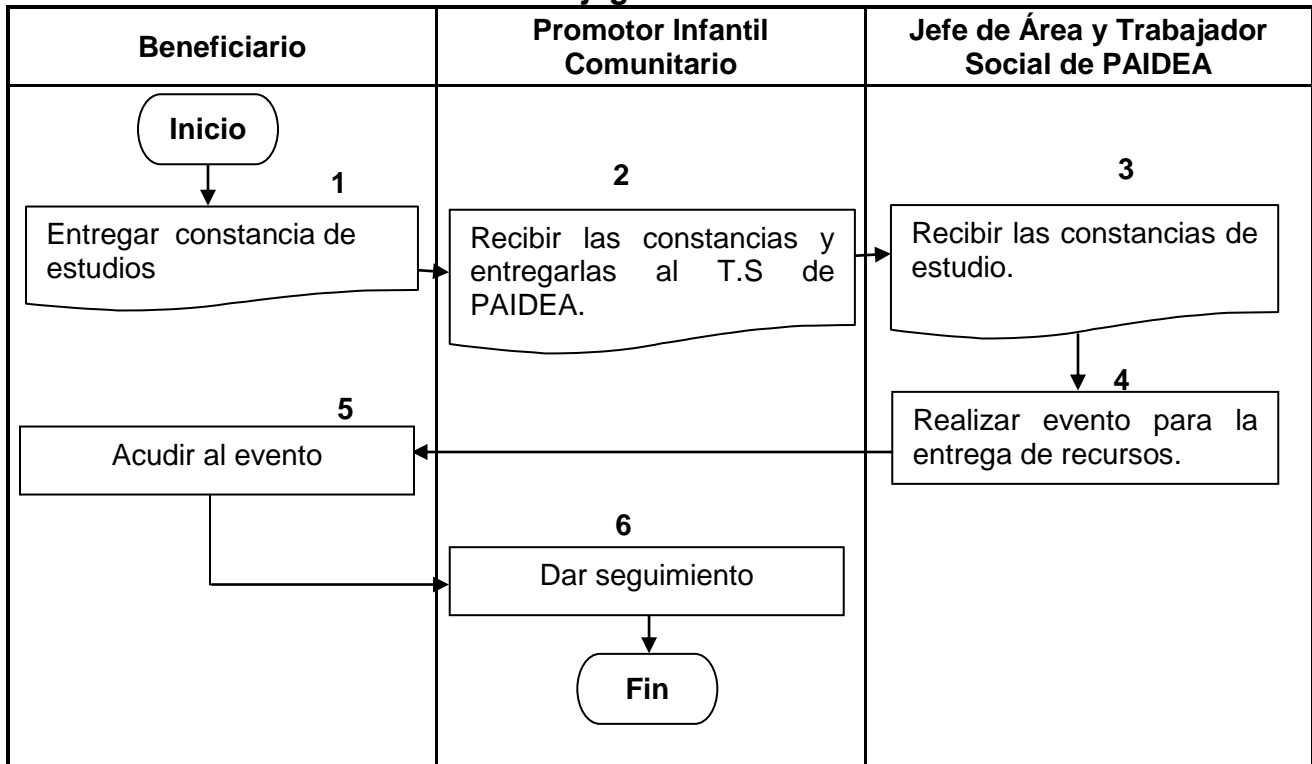 Beneficiario
Promotor Infantil
Comunitario
Jefe de Área y Trabajador
Social de PAIDEA
Inicio
1
2
3
Entregar constancia de
estudios
Recibir las constancias y
entregarlas al T.S de
PAIDEA.
Recibir las constancias de
estudio.
4
Realizar evento para la
entrega de recursos.
5
Acudir al evento
6
Dar seguimiento
Fin